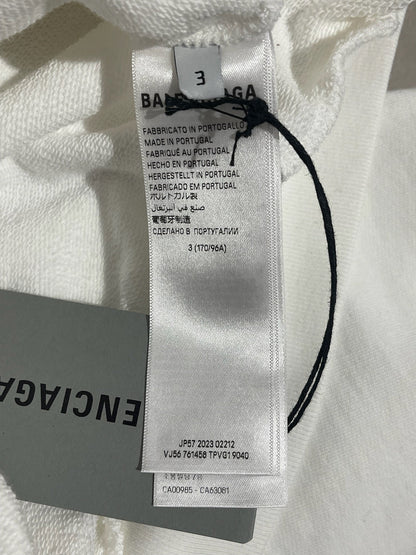 3
BALENCIAGA
FABBRICATO IN PORTOGALLO
MADE IN PORTUGAL
FABRIQUÉ AU PORTUGAL
HECHO EN PORTUGAL
HERGESTELLT IN PORTUGAL
FABRICADO EM PORTUGAL
ポルトガル製
صنع في البرتغال
葡萄牙制造
СДЕЛАНО В ПОРТУГАЛИИ
3 (170/96A)
ENCIAGA
JP57 2023 02212
VJ56 761458 TPVG1 9040
CA00985 - CA63081